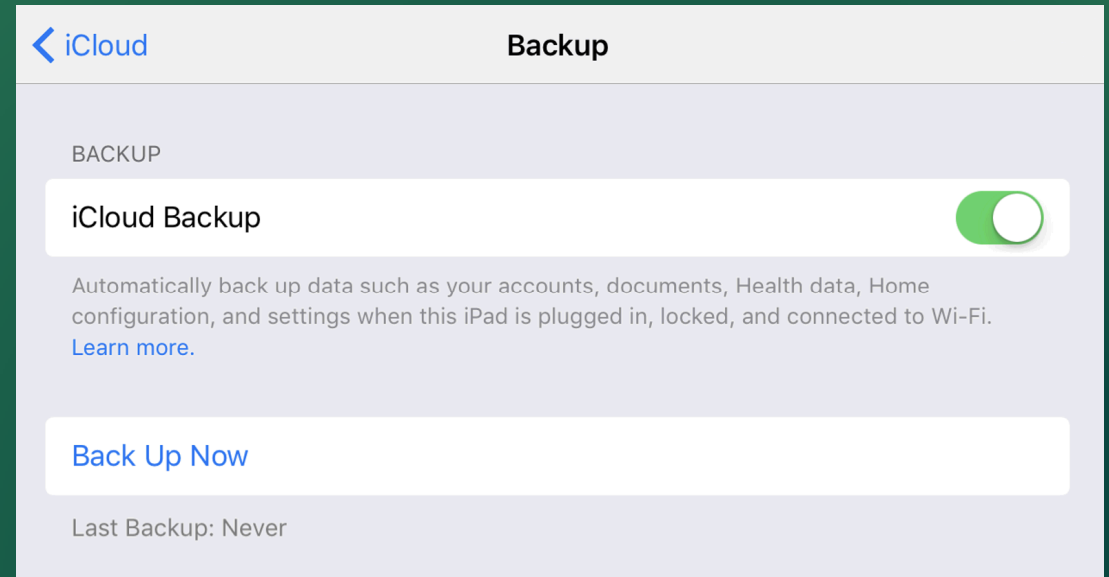 iCloud
Backup
BACKUP
iCloud Backup
Automatically back up data such as your accounts, documents, Health data, Home
configuration, and settings when this iPad is plugged in, locked, and connected to Wi-Fi.
Learn more.
Back Up Now
Last Backup: Never